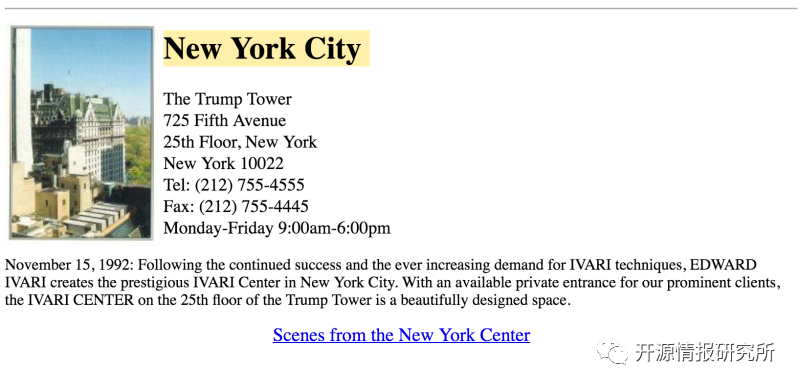 New York City
The Trump Tower
725 Fifth Avenue
25th Floor, New York
New York 10022
Tel: (212) 755-4555
Fax: (212) 755-4445
Monday-Friday 9:00am-6:00pm
November 15, 1992: Following the continued success and the ever increasing demand for IVARI techniques, EDWARD
IVARI creates the prestigious IVARI Center in New York City. With an available private entrance for our prominent clients,
the IVARI CENTER on the 25th floor of the Trump Tower is a beautifully designed space.
Scenes from the New York Center
开源情报研究所